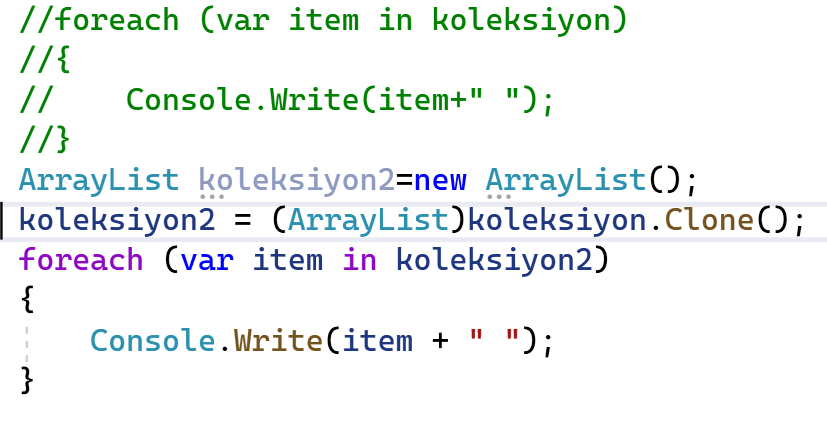 //foreach (var item in koleksiyon)
//{
//    Console.Write(item+" ");
//}
ArrayList koleksiyon2=new ArrayList();
koleksiyon2 = (ArrayList)koleksiyon.Clone();
foreach (var item in koleksiyon2)
{
    Console.Write(item + " ");
}